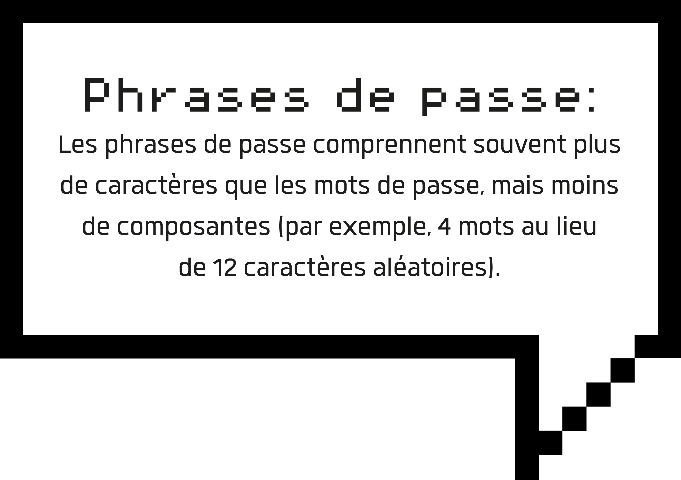 Phrases de passe:
Les phrases de passe comprennent souvent plus
de caractères que les mots de passe, mais moins
de composantes (par exemple, 4 mots au lieu
de 12 caractères aléatoires).